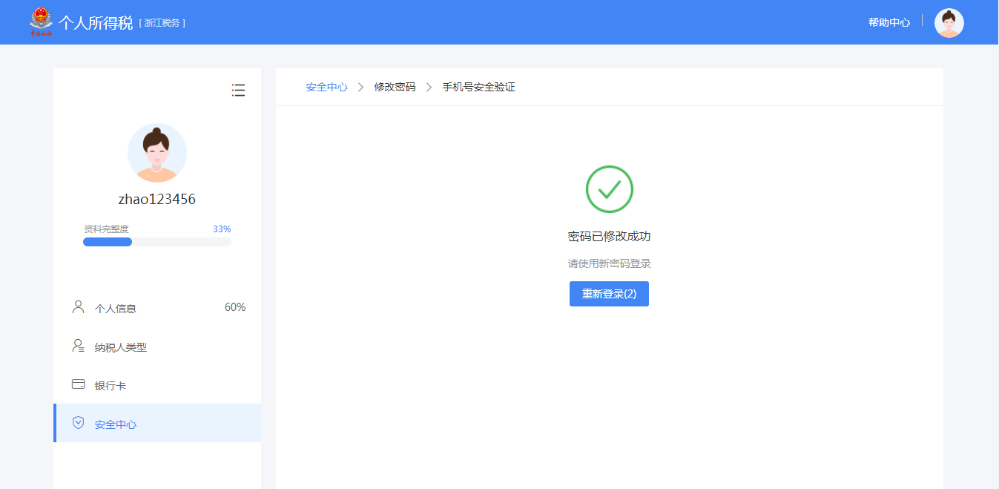 个人所得税 [ 浙江税务 ]
帮助中心
zhao123456
资料完整度 33%
个人信息 60%
纳税人类型
银行卡
安全中心
安全中心 > 修改密码 > 手机号安全验证
密码已修改成功
请使用新密码登录
重新登录(2)